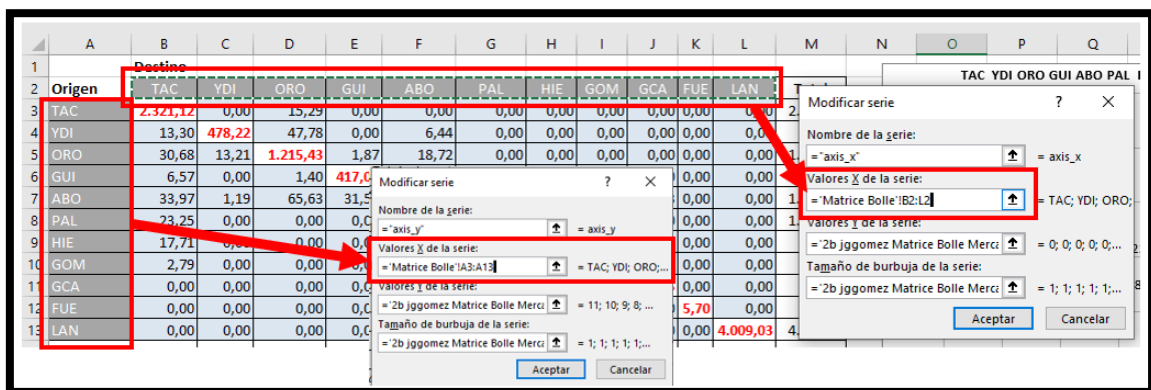 A B C D E F G H I J K L M N O P Q
1 Destino
TAC YDI ORO GUI ABO PAL
2 Origen TAC YDI ORO GUI ABO PAL HIE GOM GCA FUE LAN
3 TAC 2.321,12 0,00 15,29 0,00 0,00 0,00 0,00 0,00 0,00 0,00 0,00
4 YDI 13,30 478,22 47,78 0,00 6,44 0,00 0,00 0,00 0,00 0,00 0,00
5 ORO 30,68 13,21 1.215,43 1,87 18,72 0,00 0,00 0,00 0,00 0,00 0,00
6 GUI 6,57 0,00 1,40 417,0 0,00 0,00
7 ABO 33,97 1,19 65,63 31,5 0,00 0,00
8 PAL 23,25 0,00 0,00 0,00 0,00
9 HIE 17,71 0,00 0,00 0,00 0,00
10 GOM 2,79 0,00 0,00 0,00 0,00
11 GCA 0,00 0,00 0,00 0,00 0,00
12 FUE 0,00 0,00 0,00 5,70 0,00
13 LAN 0,00 0,00 0,00 0,00 4.009,03
Modificar serie ? ×
Nombre de la serie:
="axis_y" = axis_y
Valores X de la serie:
='Matrice Bolle'!A3:A13 = TAC; YDI; ORO;...
Valores Y de la serie:
='2b jggomez Matrice Bolle Merca = 11; 10; 9; 8; ...
Tamaño de burbuja de la serie:
='2b jggomez Matrice Bolle Merca = 1; 1; 1; 1; 1;...
Aceptar Cancelar
Modificar serie ? ×
Nombre de la serie:
="axis_x" = axis_x
Valores X de la serie:
='Matrice Bolle'!B2:L2 = TAC; YDI; ORO;
Valores Y de la serie:
='2b jggomez Matrice Bolle Merca = 0; 0; 0; 0; 0;...
Tamaño de burbuja de la serie:
='2b jggomez Matrice Bolle Merca = 1; 1; 1; 1; 1;...
Aceptar Cancelar